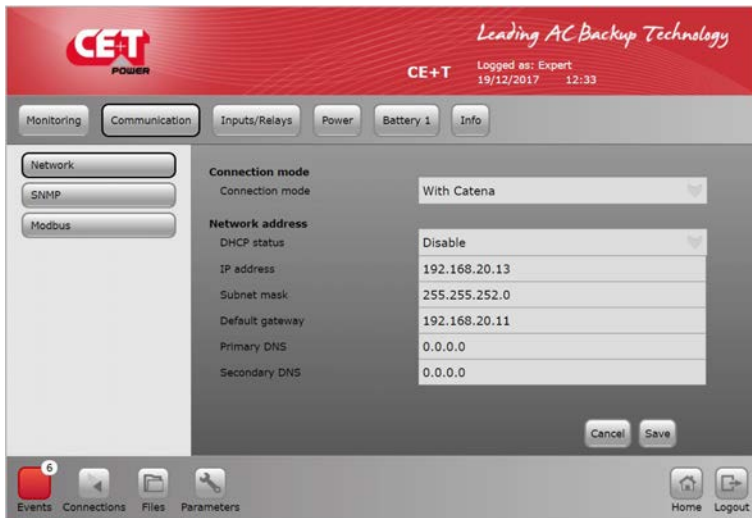 CE+T
POWER
Leading AC Backup Technology
CE+T
Logged as: Expert
19/12/2017 12:33
Monitoring
Communication
Inputs/Relays
Power
Battery 1
Info
Network
SNMP
Modbus
Connection mode
Connection mode With Catena
Network address
DHCP status Disable
IP address 192.168.20.13
Subnet mask 255.255.252.0
Default gateway 192.168.20.11
Primary DNS 0.0.0.0
Secondary DNS 0.0.0.0
Cancel
Save
6
Events
Connections
Files
Parameters
Home
Logout